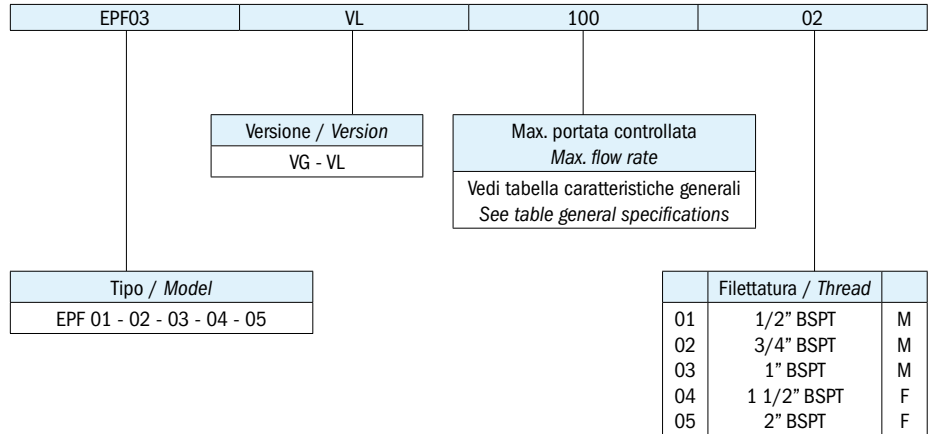 EPF03 VL 100 02
Versione / Version
VG - VL
Max. portata controllata
Max. flow rate
Vedi tabella caratteristiche generali
See table general specifications
Tipo / Model
EPF 01 - 02 - 03 - 04 - 05
Filettatura / Thread
01 1/2” BSPT M
02 3/4” BSPT M
03 1” BSPT M
04 1 1/2” BSPT F
05 2” BSPT F